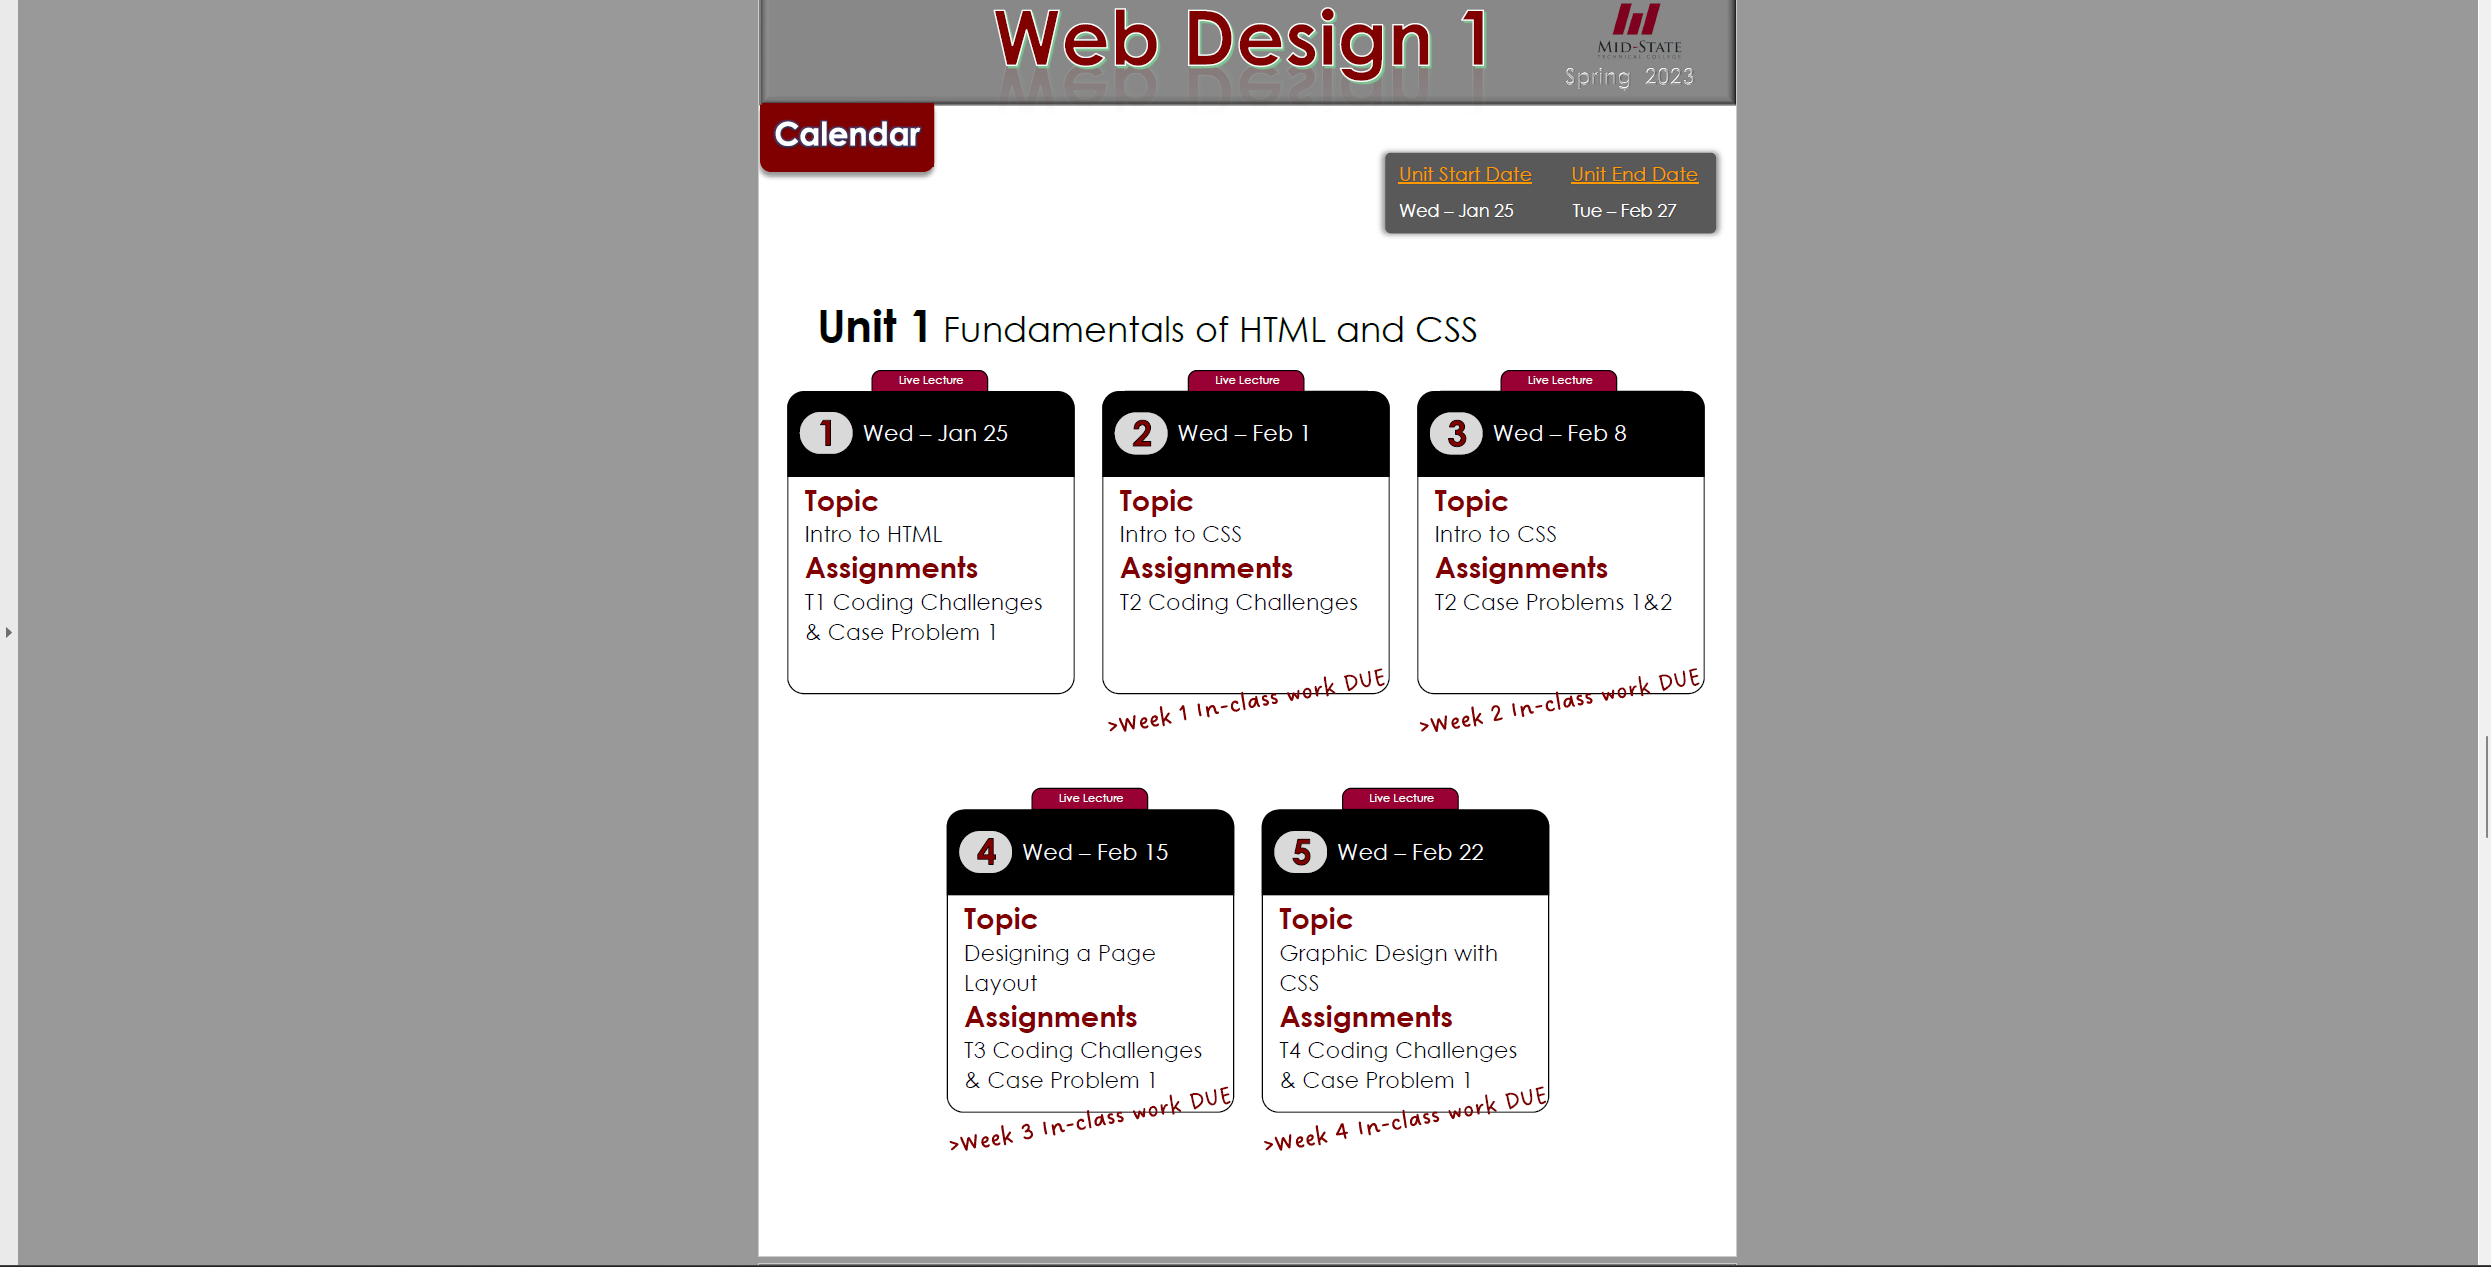 Web Design 1
MID-STATE
TECHNICAL COLLEGE
Spring 2023
Calendar
Unit Start Date Unit End Date
Wed – Jan 25 Tue – Feb 27
Unit 1 Fundamentals of HTML and CSS
Live Lecture
1 Wed – Jan 25
Topic
Intro to HTML
Assignments
T1 Coding Challenges
& Case Problem 1
Live Lecture
2 Wed – Feb 1
Topic
Intro to CSS
Assignments
T2 Coding Challenges
>Week 1 In-class work DUE
Live Lecture
3 Wed – Feb 8
Topic
Intro to CSS
Assignments
T2 Case Problems 1&2
>Week 2 In-class work DUE
Live Lecture
4 Wed – Feb 15
Topic
Designing a Page
Layout
Assignments
T3 Coding Challenges
& Case Problem 1
>Week 3 In-class work DUE
Live Lecture
5 Wed – Feb 22
Topic
Graphic Design with
CSS
Assignments
T4 Coding Challenges
& Case Problem 1
>Week 4 In-class work DUE